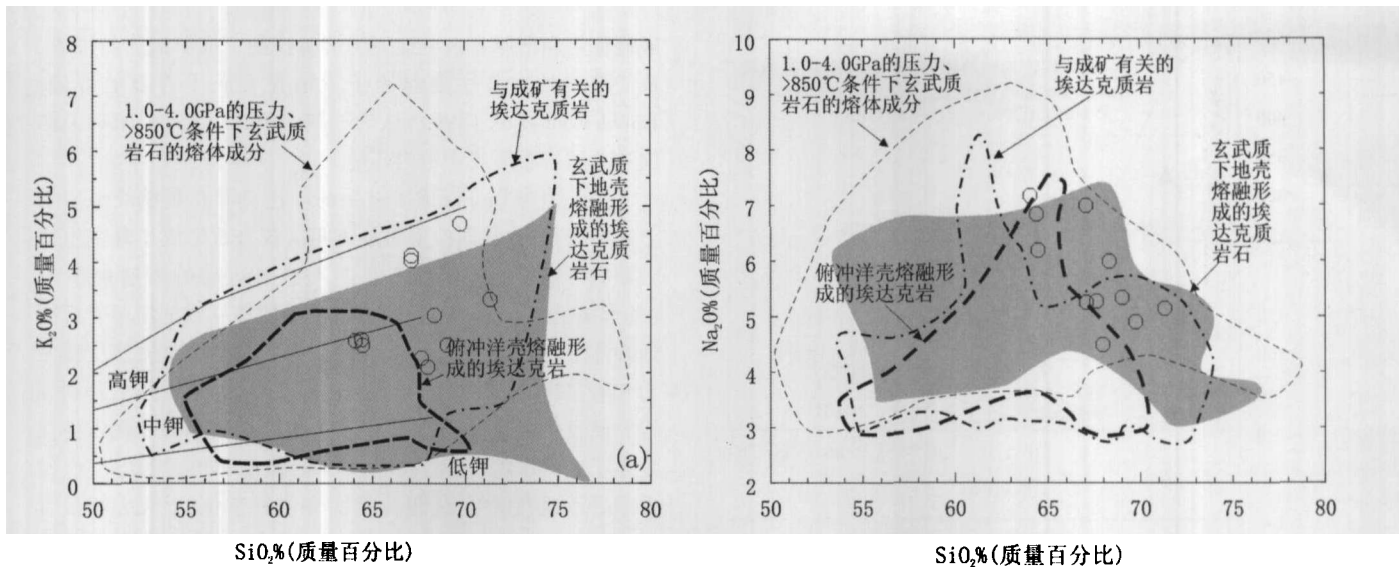 8
7
6
5
4
3
2
1
0
K₂O%(质量百分比)
1.0-4.0GPa的压力、
>850℃条件下玄武质
岩石的熔体成分
与成矿有关的
埃达克质岩
玄武质
下地壳
熔融形
成的埃
达克质
岩石
俯冲洋壳熔融形
成的埃达克岩
高钾
中钾
低钾
(a)
50
55
60
65
70
75
80
SiO₂%(质量百分比)
10
9
8
7
6
5
4
3
2
Na₂O%(质量百分比)
1.0-4.0GPa的压力、
>850℃条件下玄武质
岩石的熔体成分
与成矿有关的
埃达克质岩
玄武质
下地壳
熔融形
成的埃
达克质
岩石
俯冲洋壳熔融形
成的埃达克岩
50
55
60
65
70
75
80
SiO₂%(质量百分比)